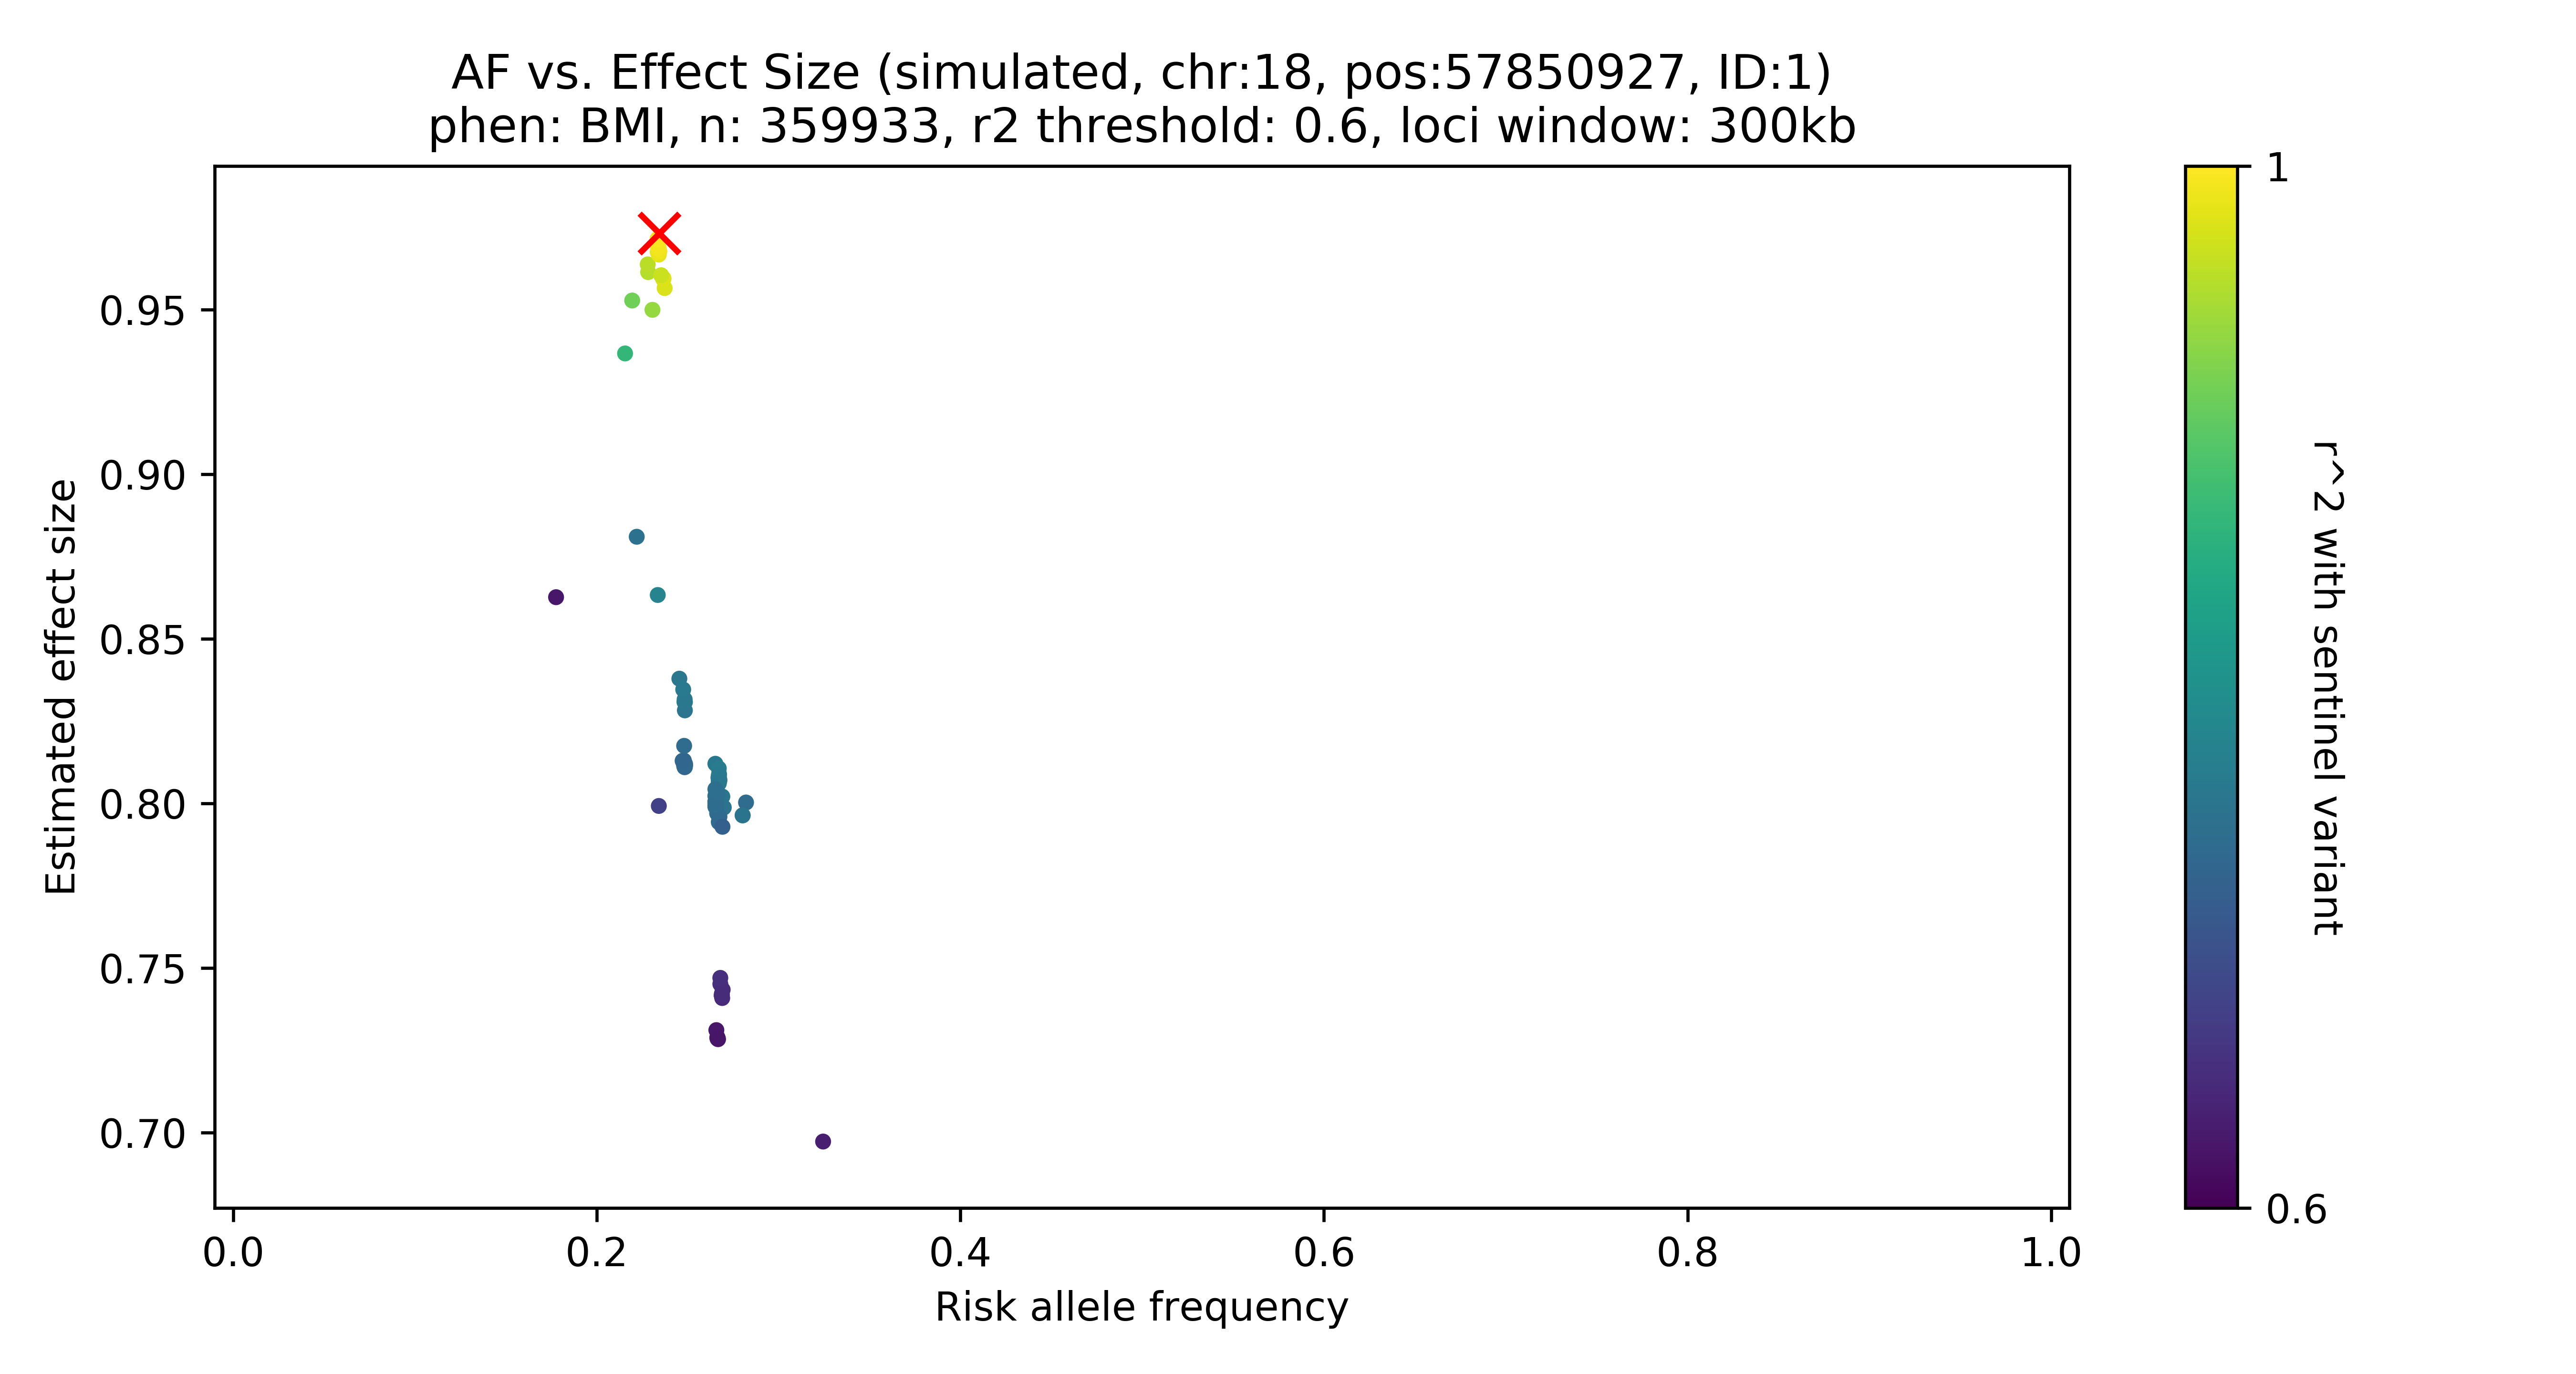 AF vs. Effect Size (simulated, chr:18, pos:57850927, ID:1)
phen: BMI, n: 359933, r2 threshold: 0.6, loci window: 300kb
Estimated effect size
0.95
0.90
0.85
0.80
0.75
0.70
0.0
0.2
0.4
0.6
0.8
1.0
Risk allele frequency
1
0.6
r^2 with sentinel variant